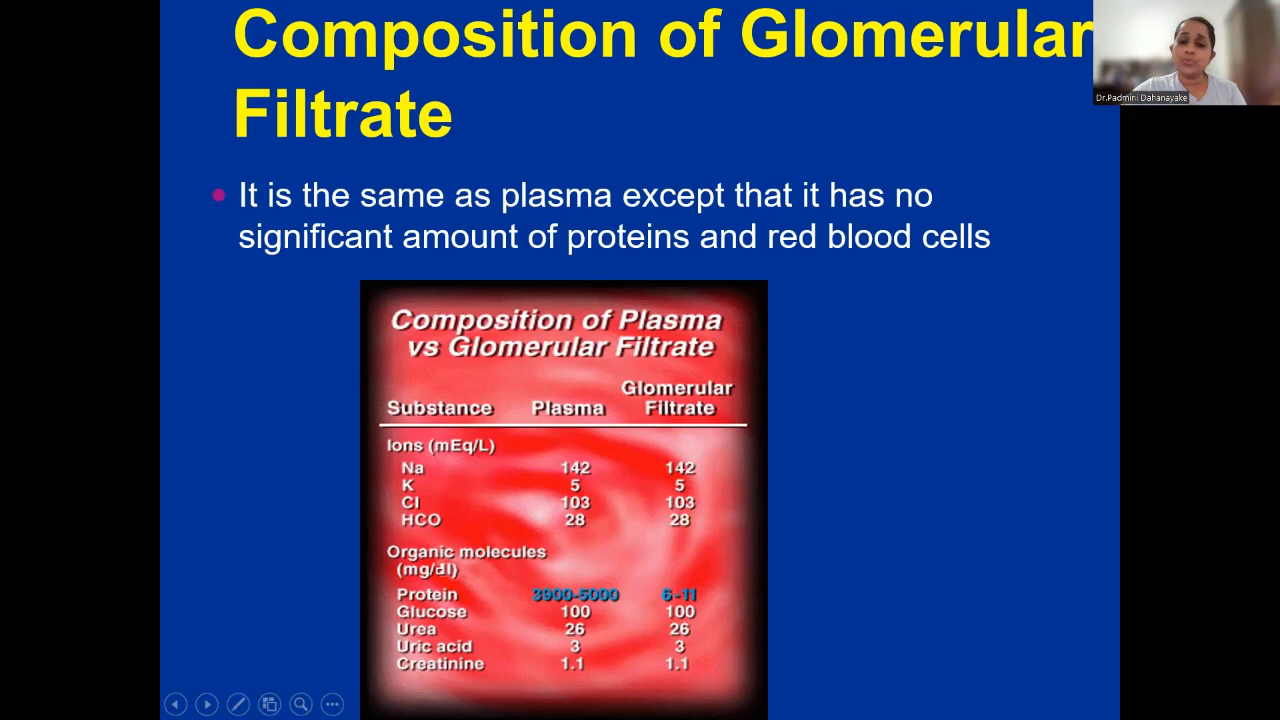 Composition of Glomerular
Filtrate
Dr.Padmini Dahanayake
It is the same as plasma except that it has no
significant amount of proteins and red blood cells
Composition of Plasma
vs Glomerular Filtrate
Glomerular
Substance Plasma Filtrate
Ions (mEq/L)
Na 142 142
K 5 5
Cl 103 103
HCO 28 28
Organic molecules
(mg/dl)
Protein 3900-5000 6-11
Glucose 100 100
Urea 26 26
Uric acid 3 3
Creatinine 1.1 1.1